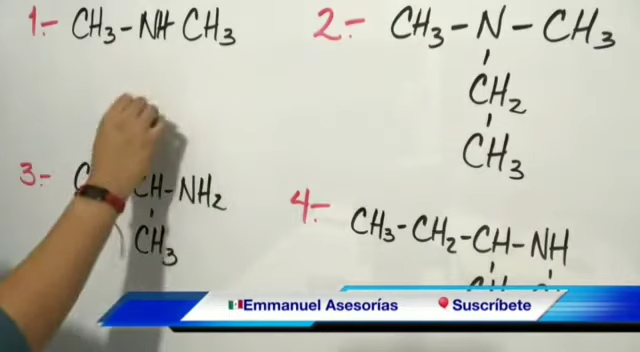 1.- CH3-NH CH3
2.- CH3-N-CH3
CH2
CH3
3.- CH-NH2
CH3
4.- CH3-CH2-CH-NH
Emmanuel Asesorías
Suscríbete